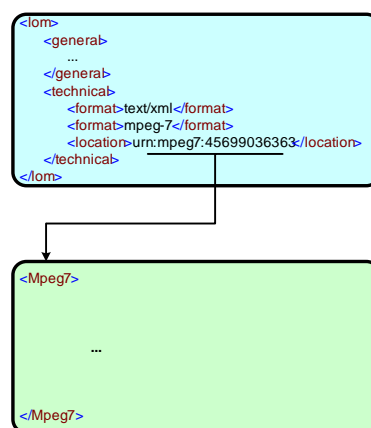 <lom>
<general>
...
</general>
<technical>
<format>text/xml</format>
<format>mpeg-7</format>
<location>urn:mpeg7:45699036363</location>
</technical>
</lom>
<Mpeg7>
...
</Mpeg7>